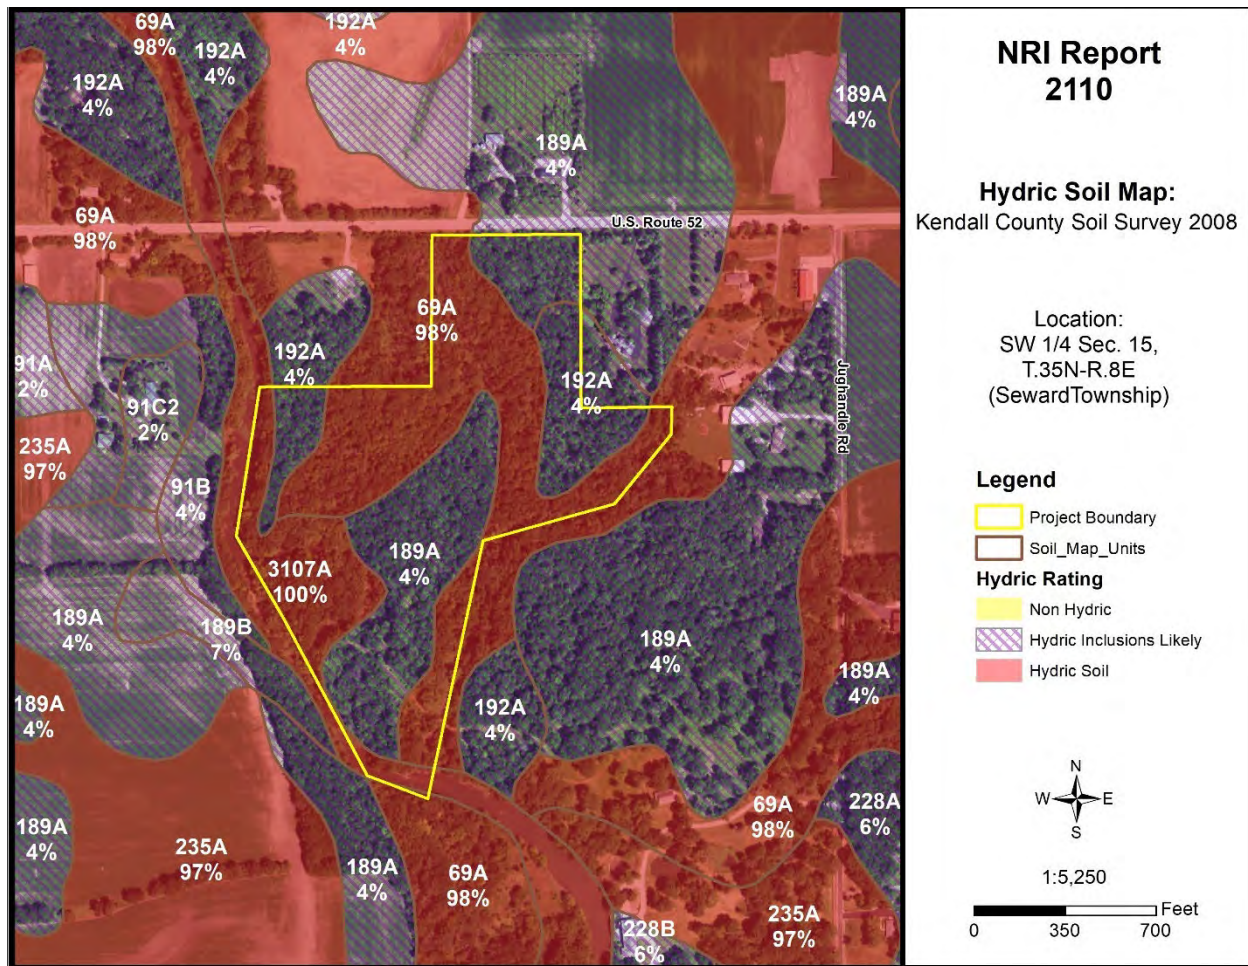 69A
98%
192A
4%
192A
4%
192A
4%
189A
4%
189A
4%
U.S. Route 52
69A
98%
69A
98%
192A
4%
192A
4%
91A
2%
91C2
2%
235A
97%
91B
4%
Jughandle Rd
189A
4%
3107A
100%
189A
4%
189B
7%
189A
4%
189A
4%
189A
4%
192A
4%
69A
98%
228A
6%
189A
4%
235A
97%
189A
4%
69A
98%
228B
6%
235A
97%
NRI Report
2110
Hydric Soil Map:
Kendall County Soil Survey 2008
Location:
SW 1/4 Sec. 15,
T.35N-R.8E
(SewardTownship)
Legend
Project Boundary
Soil_Map_Units
Hydric Rating
Non Hydric
Hydric Inclusions Likely
Hydric Soil
N
W E
S
1:5,250
Feet
0 350 700